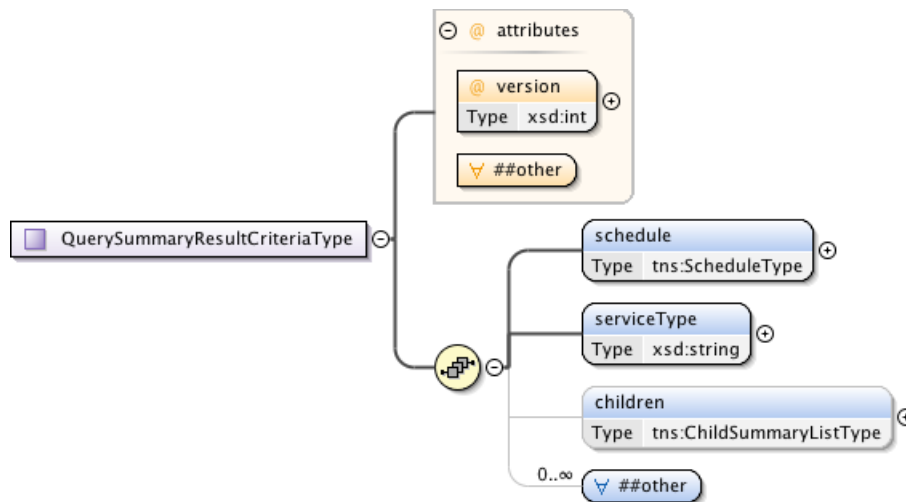 @ attributes
@ version
Type xsd:int
∀ ##other
QuerySummaryResultCriteriaType
schedule
Type tns:ScheduleType
serviceType
Type xsd:string
children
Type tns:ChildSummaryListType
0..∞
∀ ##other